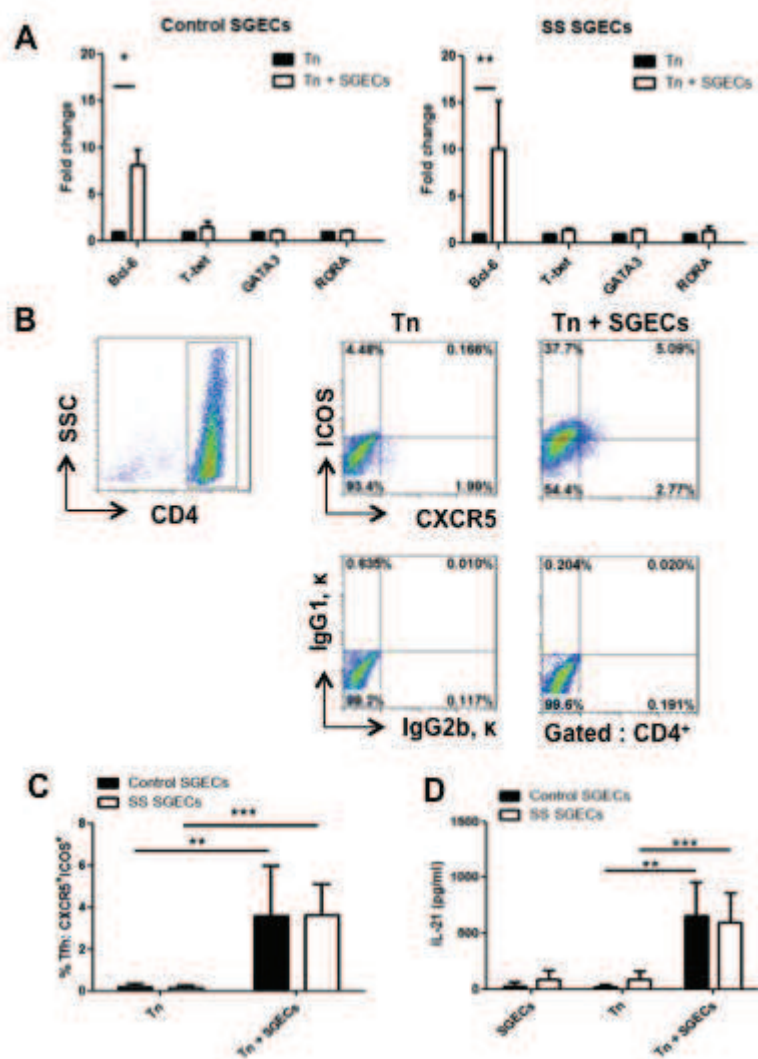 A
Control SGECs
Fold change
20
15
10
5
0
*
Tn
Tn + SGECs
Bcl-6
T-bet
GATA3
RORA
SS SGECs
Fold change
20
15
10
5
0
**
Tn
Tn + SGECs
Bcl-6
T-bet
GATA3
RORA
B
SSC
CD4
Tn
Tn + SGECs
ICOS
4.48%
0.166%
93.4%
1.99%
CXCR5
37.7%
5.09%
54.4%
2.77%
IgG1, κ
0.635%
0.010%
99.2%
0.117%
IgG2b, κ
0.204%
0.020%
99.6%
0.191%
Gated : CD4⁺
C
Control SGECs
SS SGECs
% Tfh: CXCR5⁺ICOS⁺
8
6
4
2
0
**
***
Tn
Tn + SGECs
D
Control SGECs
SS SGECs
IL-21 (pg/ml)
1500
1000
500
0
**
***
SGECs
Tn
Tn + SGECs